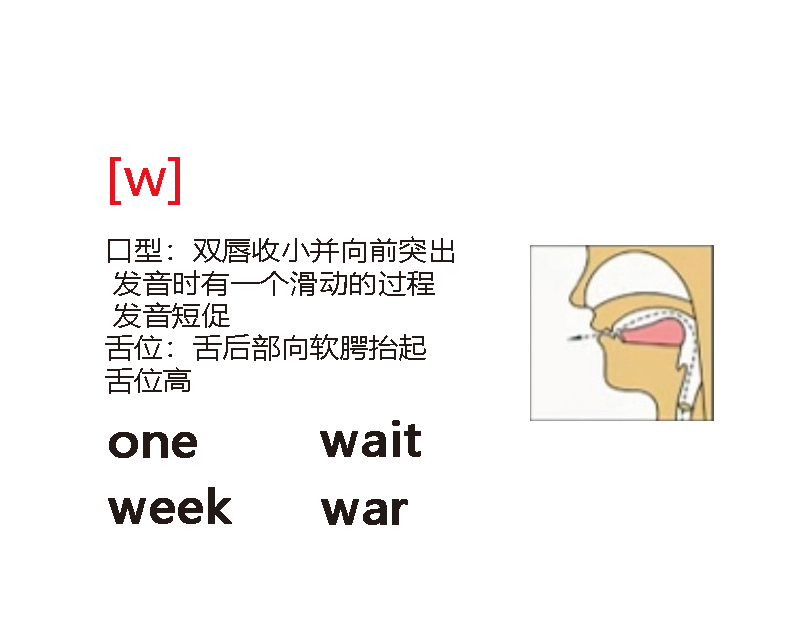 [w]
口型：双唇收小并向前突出
发音时有一个滑动的过程
发音短促
舌位：舌后部向软腭抬起
舌位高
one wait
week war